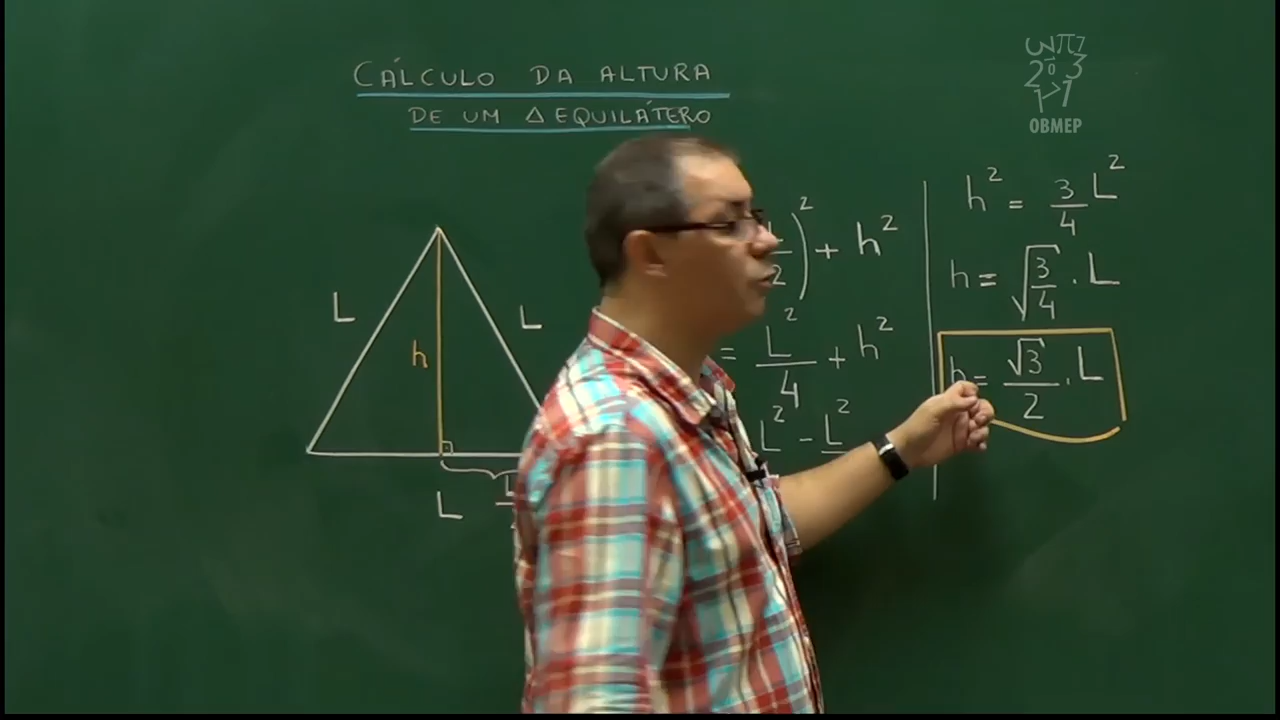 CÁLCULO DA ALTURA
DE UM Δ EQUILÁTERO
L
L
h
L
2)² + h²
= L²/4 + h²
L² - L²
h² = 3/4 L²
h = √(3/4) . L
h = √3/2 . L
OBMEP